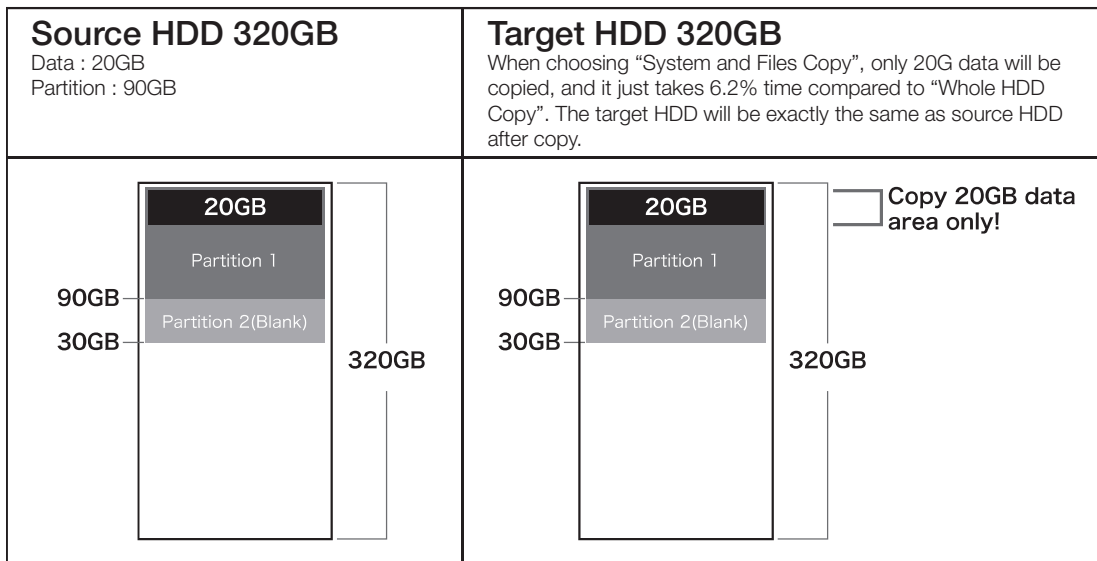 Source HDD 320GB
Data : 20GB
Partition : 90GB
Target HDD 320GB
When choosing “System and Files Copy”, only 20G data will be
copied, and it just takes 6.2% time compared to “Whole HDD
Copy”. The target HDD will be exactly the same as source HDD
after copy.
20GB
Partition 1
90GB
Partition 2(Blank)
30GB
320GB
20GB
Copy 20GB data
area only!
Partition 1
90GB
Partition 2(Blank)
30GB
320GB